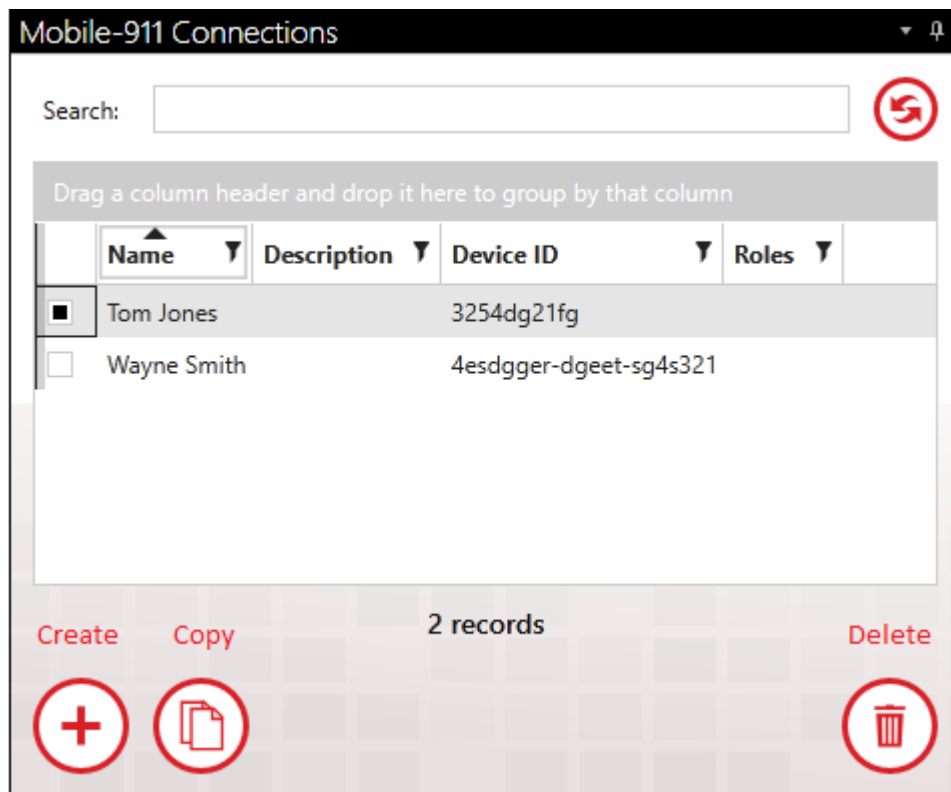 Mobile-911 Connections
Search:
Drag a column header and drop it here to group by that column
Name Description Device ID Roles
Tom Jones 3254dg21fg
Wayne Smith 4esdgger-dgeet-sg4s321
2 records
Create Copy Delete